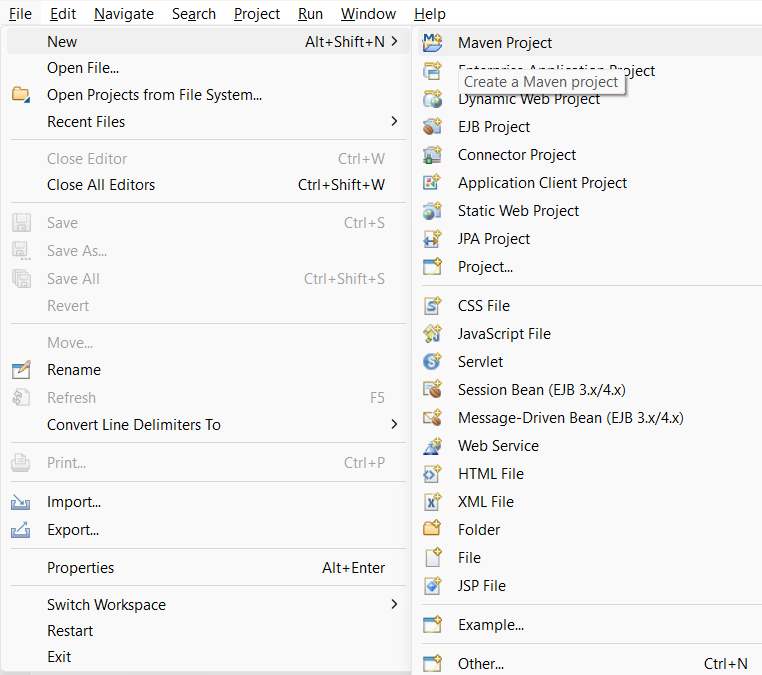 File Edit Navigate Search Project Run Window Help
New Alt+Shift+N
Open File...
Open Projects from File System...
Recent Files
Close Editor Ctrl+W
Close All Editors Ctrl+Shift+W
Save Ctrl+S
Save As...
Save All Ctrl+Shift+S
Revert
Move...
Rename
Refresh F5
Convert Line Delimiters To
Print... Ctrl+P
Import...
Export...
Properties Alt+Enter
Switch Workspace
Restart
Exit
Maven Project
Enterprise Application Project
Create a Maven project
Dynamic Web Project
EJB Project
Connector Project
Application Client Project
Static Web Project
JPA Project
Project...
CSS File
JavaScript File
Servlet
Session Bean (EJB 3.x/4.x)
Message-Driven Bean (EJB 3.x/4.x)
Web Service
HTML File
XML File
Folder
File
JSP File
Example...
Other... Ctrl+N